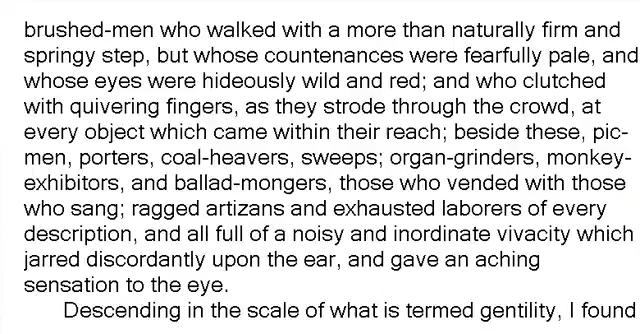 brushed-men who walked with a more than naturally firm and
springy step, but whose countenances were fearfully pale, and
whose eyes were hideously wild and red; and who clutched
with quivering fingers, as they strode through the crowd, at
every object which came within their reach; beside these, pic-
men, porters, coal-heavers, sweeps; organ-grinders, monkey-
exhibitors, and ballad-mongers, those who vended with those
who sang; ragged artizans and exhausted laborers of every
description, and all full of a noisy and inordinate vivacity which
jarred discordantly upon the ear, and gave an aching
sensation to the eye.
Descending in the scale of what is termed gentility, I found